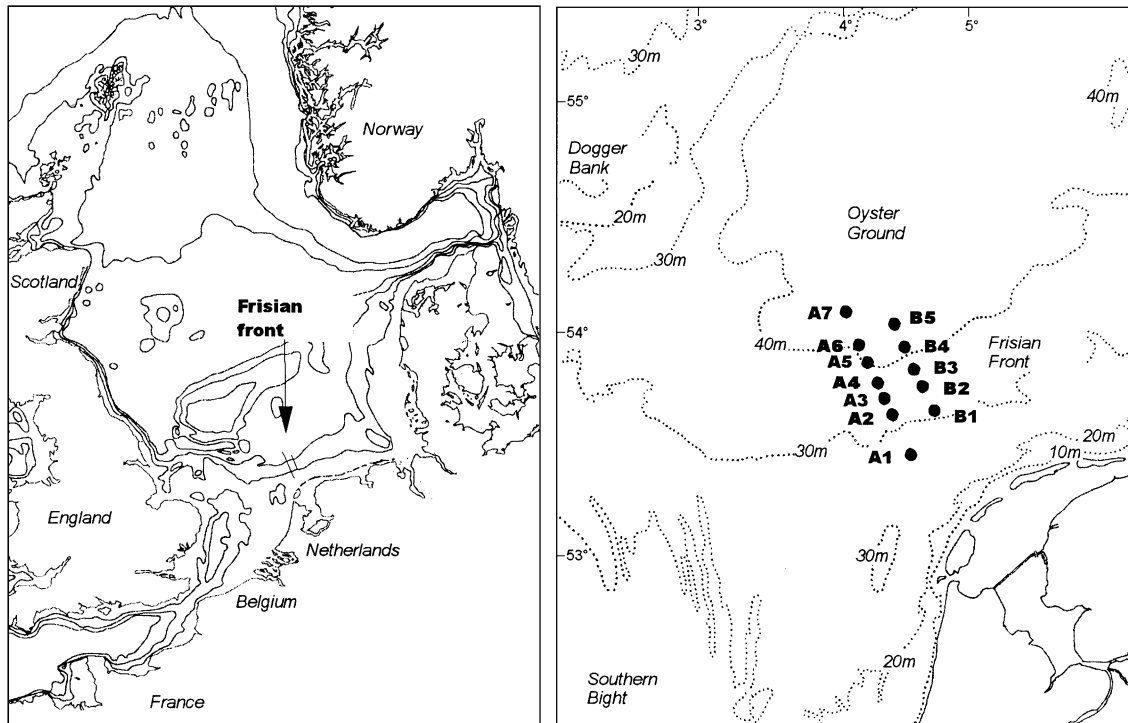 Norway
Scotland
Frisian
front
England
Netherlands
Belgium
France
3°
4°
5°
30m
55°
40m
Dogger
Bank
20m
Oyster
Ground
30m
A7
B5
54°
40m
A6
B4
Frisian
Front
A5
B3
A4
B2
A3
A2
B1
30m
A1
20m
10m
53°
30m
20m
Southern
Bight